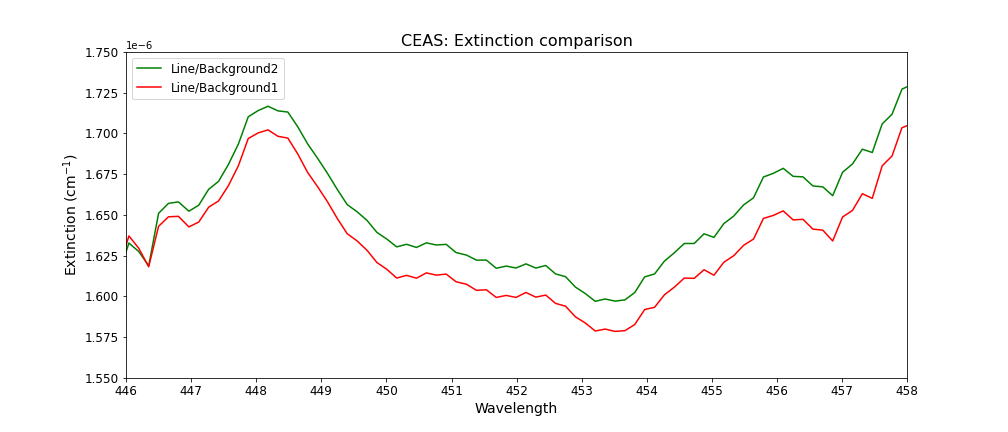 CEAS: Extinction comparison
1e−6
1.750
1.725
1.700
1.675
1.650
1.625
1.600
1.575
1.550
Extinction (cm⁻¹)
Line/Background2
Line/Background1
446 447 448 449 450 451 452 453 454 455 456 457 458
Wavelength